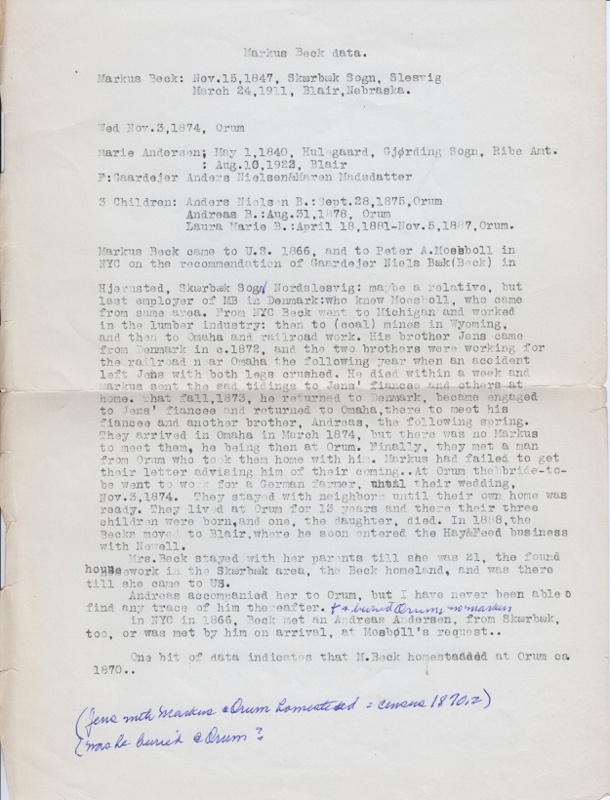 Markus Beck data.
Markus Beck: Nov.15,1847, Skærbæk Sogn, Slesvig
March 24,1911, Blair,Nebraska.
Wed Nov.3,1874, Orum
Marie Andersen; May 1,1840, Hulegaard, Gjørding Sogn, Ribe Amt.
: Aug.18,1923, Blair
F:Gaardejer Anders Nielsen&Maren Madsdatter
3 Children: Anders Nielsen B.:Sept.28,1875,Orum
Andreas B.:Aug.31,1878, Orum
Laura Marie B.:April 18,1881-Nov.5,1887,Orum.
Markus Beck came to U.S. 1866, and to Peter A.Moesboll in
NYC on the recommendation of Gaardejer Niels Bæk(Beck) in
Hjernsted, Skærbæk Sogn Nordslesvig: maybe a relative, but
last employer of MB in Denmark:who knew Moesboll, who came
from same area. From NYC Beck went to Michigan and worked
in the lumber industry: then to (coal) mines in Wyoming,
and then to Omaha and railroad work. His brother Jens came
from Denmark in c.1872, and the two brothers were working for
the railroad near Omaha the following year when an accident
left Jens with both legs crushed. He died within a week and
Markus sent the sad tidings to Jens' fiancee and others at
home. that fall,1873, he returned to Denmark, became engaged
to Jens' fiancee and returned to Omaha,there to meet his
fiancee and another brother, Andreas, the following spring.
They arrived in Omaha in March 1874, but there was no Markus
to meet them, he being then at Orum. Finally, they met a man
from Orum who took them home with him. Markus had failed to get
their letter advising him of their coming..At Orum the bride-to-
be went to work for a German farmer, until their wedding,
Nov.3,1874. They stayed with neighbors until their own home was
ready. They lived at Orum for 13 years and there their three
children were born,and one, the daughter, died. In 1888,the
Becks moved to Blair,where he soon entered the Hay&Feed business
with Newell.
Mrs.Beck stayed with her parents till she was 21, the found
housework in the Skærbæk area, the Beck homeland, and was there
till she came to US.
Andreas accompanied her to Orum, but I have never been able
find any trace of him thereafter. buried Orum, no marker
in NYC in 1866, Beck met an Andreas Andersen, from Skærbæk,
too, or was met by him on arrival, at Mosbøll's request..
One bit of data indicates that M.Beck homesteaded at Orum ca
1870..
(Jens with Markus @ Orum homestead = census 1870.)
(was he buried @ Orum?